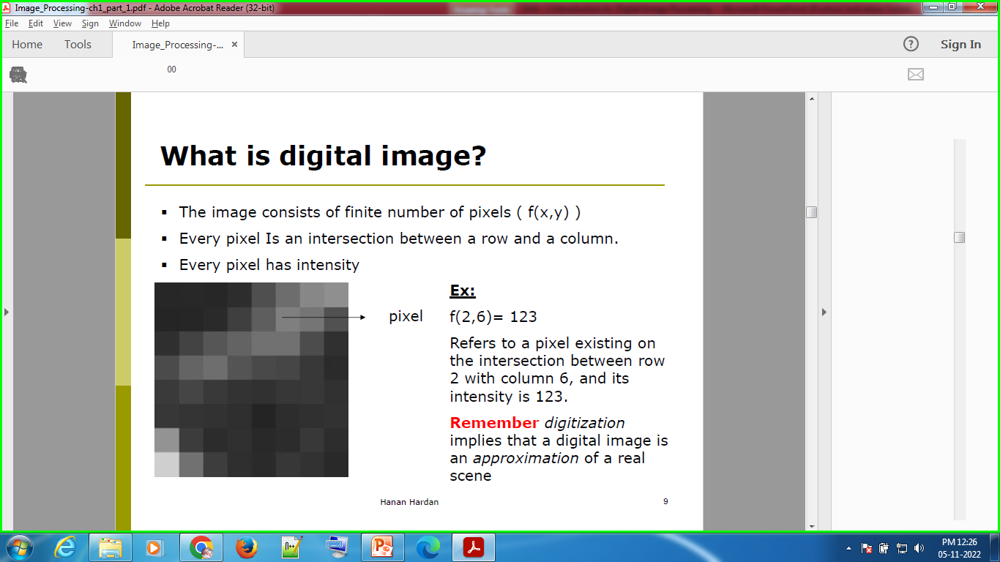 Image_Processing-ch1_part_1.pdf - Adobe Acrobat Reader (32-bit)
File Edit View Sign Window Help
Home Tools Image_Processing-... × ? Sign In
00
What is digital image?
▪ The image consists of finite number of pixels ( f(x,y) )
▪ Every pixel Is an intersection between a row and a column.
▪ Every pixel has intensity
pixel
Ex:
f(2,6)= 123
Refers to a pixel existing on
the intersection between row
2 with column 6, and its
intensity is 123.
Remember digitization
implies that a digital image is
an approximation of a real
scene
Hanan Hardan 9
PM 12:26
05-11-2022